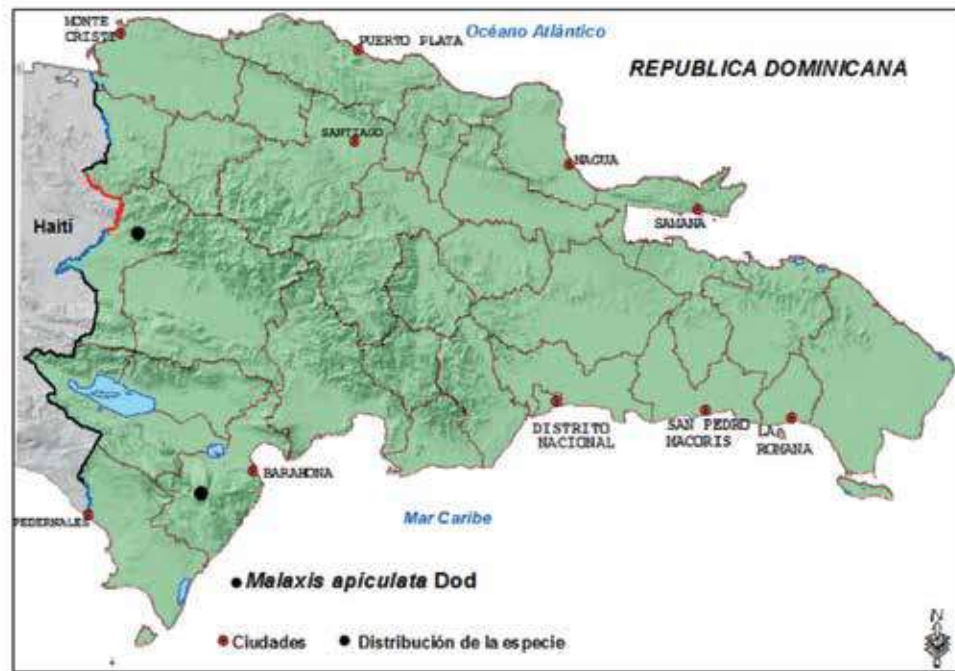 MONTE
CRISTI
Océano Atlántico
PUERTO PLATA
REPUBLICA DOMINICANA
SANTIAGO
NAGUA
SAMANA
Haití
DISTRITO
NACIONAL
SAN PEDRO
MACORIS
LA
ROMANA
BARAHONA
PEDERNALES
Mar Caribe
Malaxis apiculata Dod
Ciudades
Distribución de la especie
N